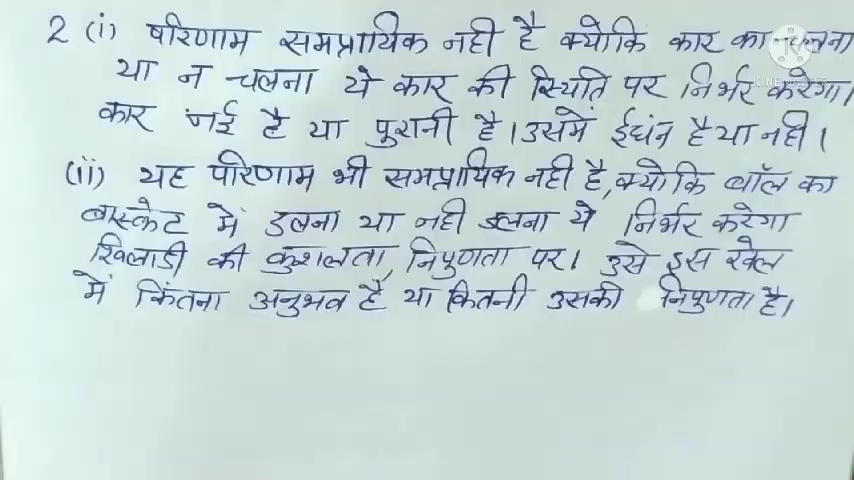 2 (i) परिणाम समप्रायिक नही है क्योकि कार का चलना
या न चलना ये कार की स्थिति पर निर्भर करेगा।
कार नई है या पुरानी है। उसमें ईधंन है या नही।
(ii) यह परिणाम भी समप्रायिक नही है, क्योकि बॉल का
बास्केट में डलना या नही डलना ये निर्भर करेगा
खिलाडी की कुशलता, निपुणता पर। उसे इस खेल
में कितना अनुभव है या कितनी उसकी निपुणता है।